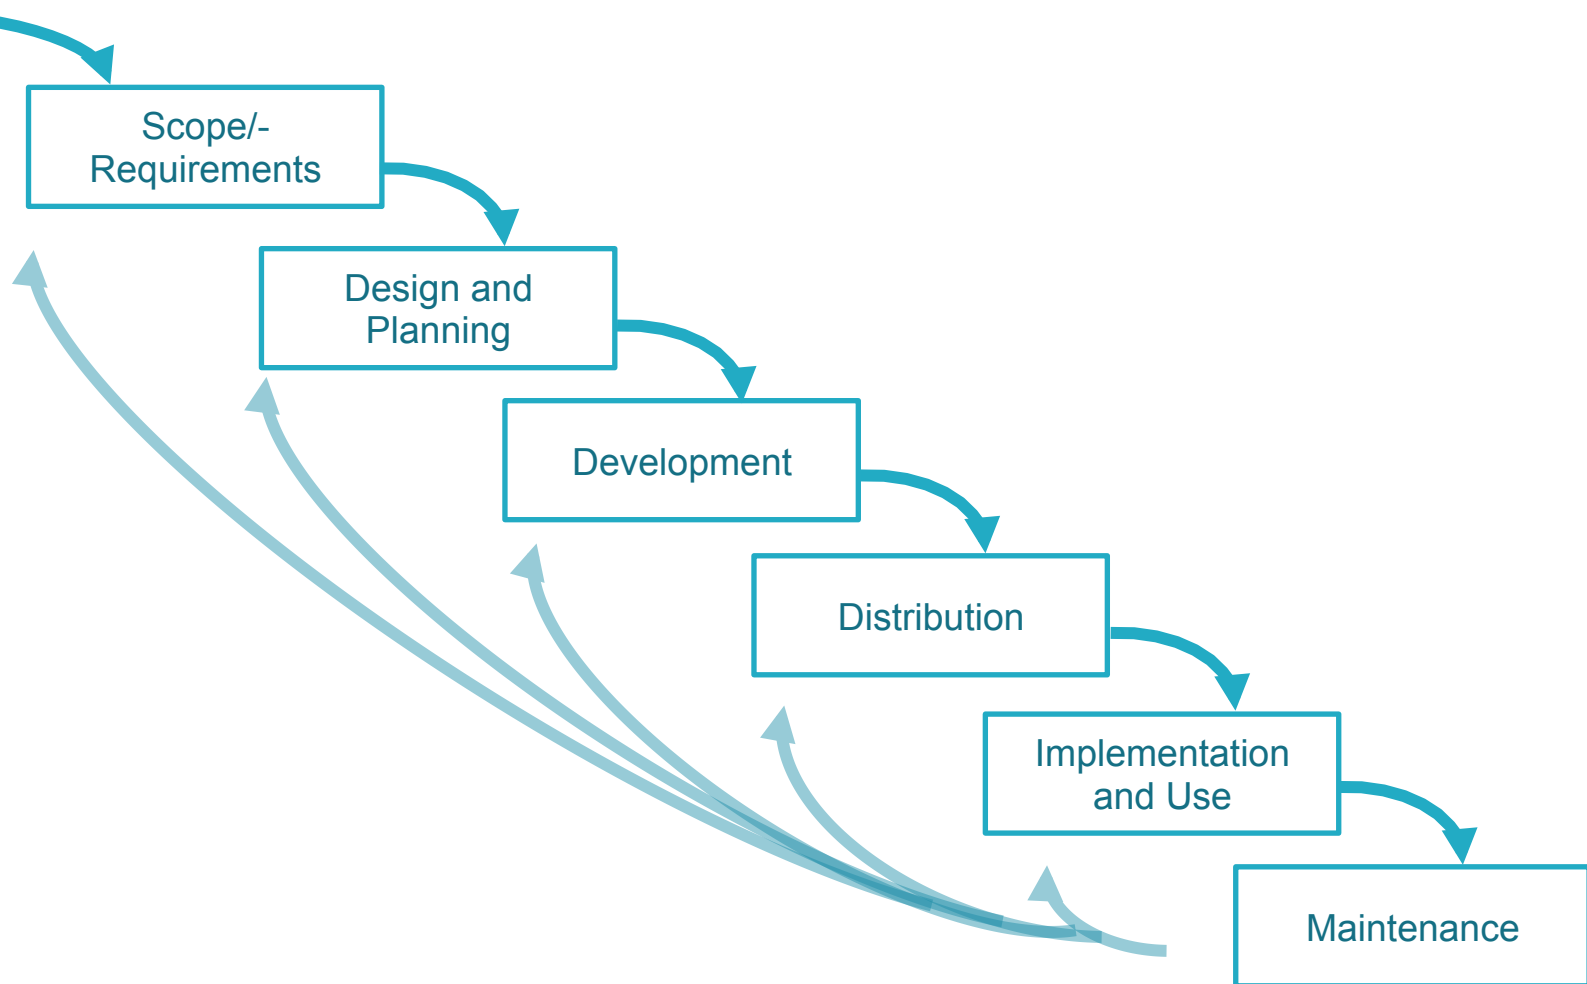 Scope/-
Requirements
Design and
Planning
Development
Distribution
Implementation
and Use
Maintenance